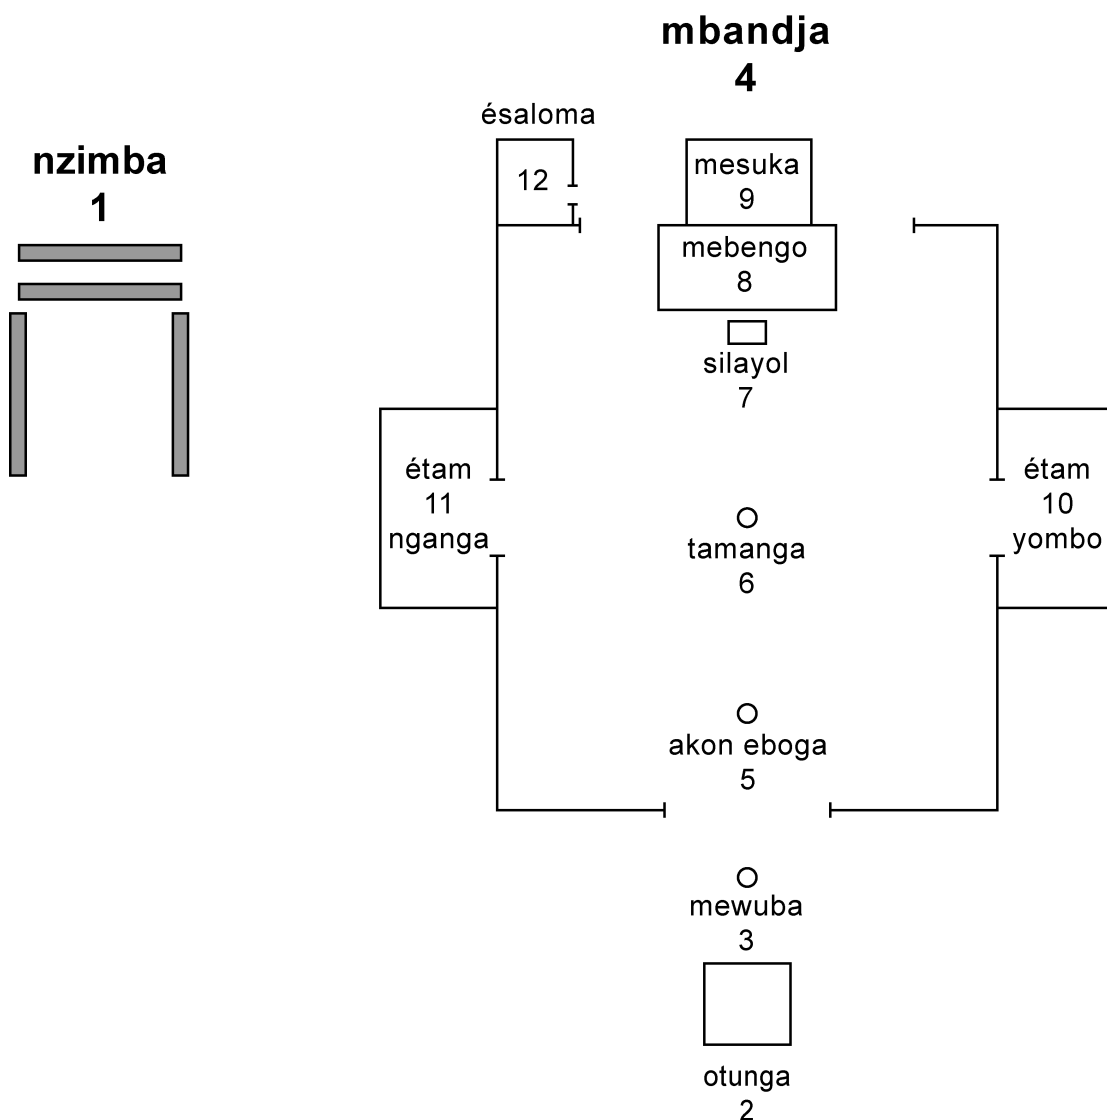 mbandja
4
ésaloma
12
nzimba
1
mesuka
9
mebengo
8
silayol
7
étam
11
nganga
étam
10
yombo
tamanga
6
akon eboga
5
mewuba
3
otunga
2